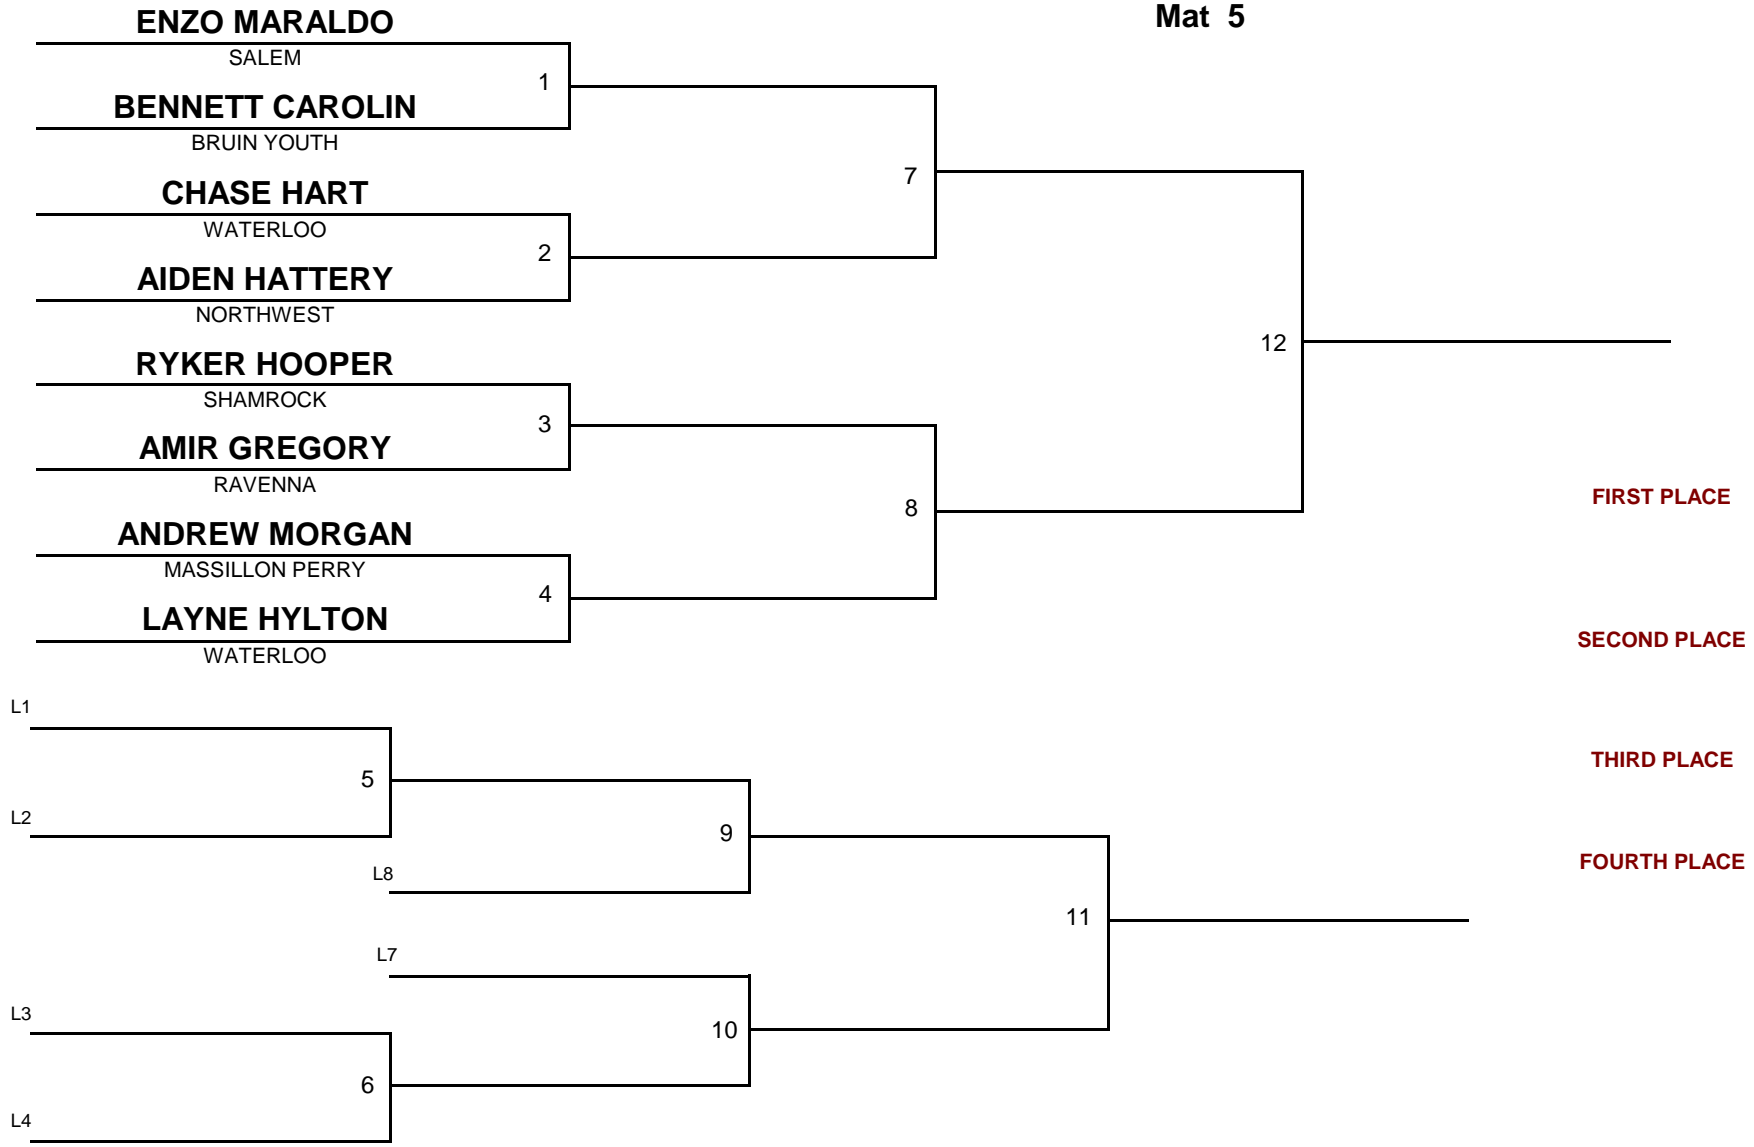 Mat  5
ENZO MARALDO
SALEM
1
BENNETT CAROLIN
BRUIN YOUTH
7
CHASE HART
WATERLOO
2
AIDEN HATTERY
NORTHWEST
12
RYKER HOOPER
SHAMROCK
3
AMIR GREGORY
RAVENNA
8
FIRST PLACE
ANDREW MORGAN
MASSILLON PERRY
4
LAYNE HYLTON
WATERLOO
SECOND PLACE
L1
5
THIRD PLACE
L2
9
L8
FOURTH PLACE
11
L7
L3
10
6
L4